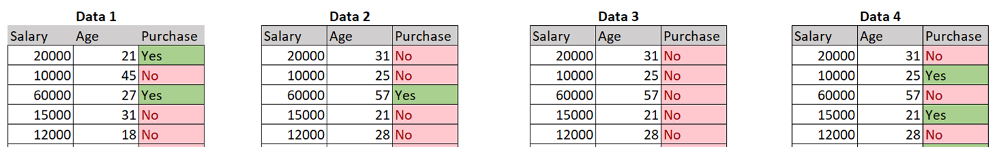 Data 1 Data 2 Data 3 Data 4
Salary Age Purchase Salary Age Purchase Salary Age Purchase Salary Age Purchase
20000 21 Yes 20000 31 No 20000 31 No 20000 31 No
10000 45 No 10000 25 No 10000 25 No 10000 25 Yes
60000 27 Yes 60000 57 Yes 60000 57 No 60000 57 No
15000 31 No 15000 21 No 15000 21 No 15000 21 Yes
12000 18 No 12000 28 No 12000 28 No 12000 28 No